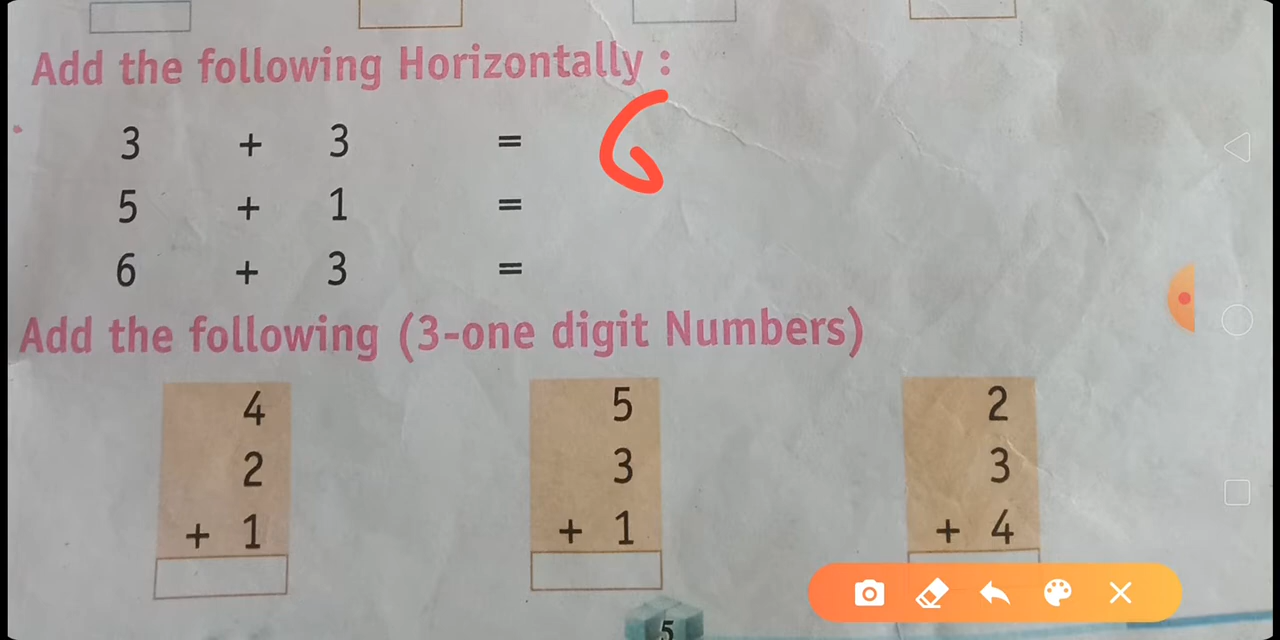 Add the following Horizontally :
3 + 3 = 6
5 + 1 =
6 + 3 =
Add the following (3-one digit Numbers)
4 5 2
2 3 3
+ 1 + 1 + 4
5